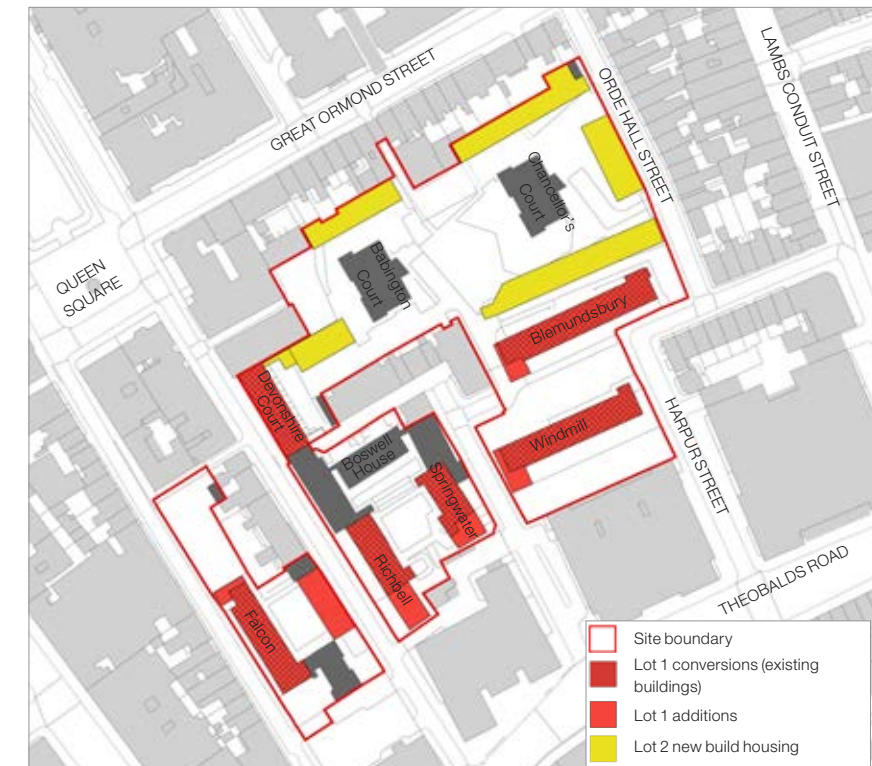 GREAT ORMOND STREET
LAMBS CONDUIT STREET
ORDE HALL STREET
Chancellor's
Court
QUEEN
SQUARE
Babington
Court
Blemundsbury
Devonshire
Court
Windmill
HARPUR STREET
Boswell
House
Springwater
Richbell
Falcon
THEOBALDS ROAD
Site boundary
Lot 1 conversions (existing
buildings)
Lot 1 additions
Lot 2 new build housing